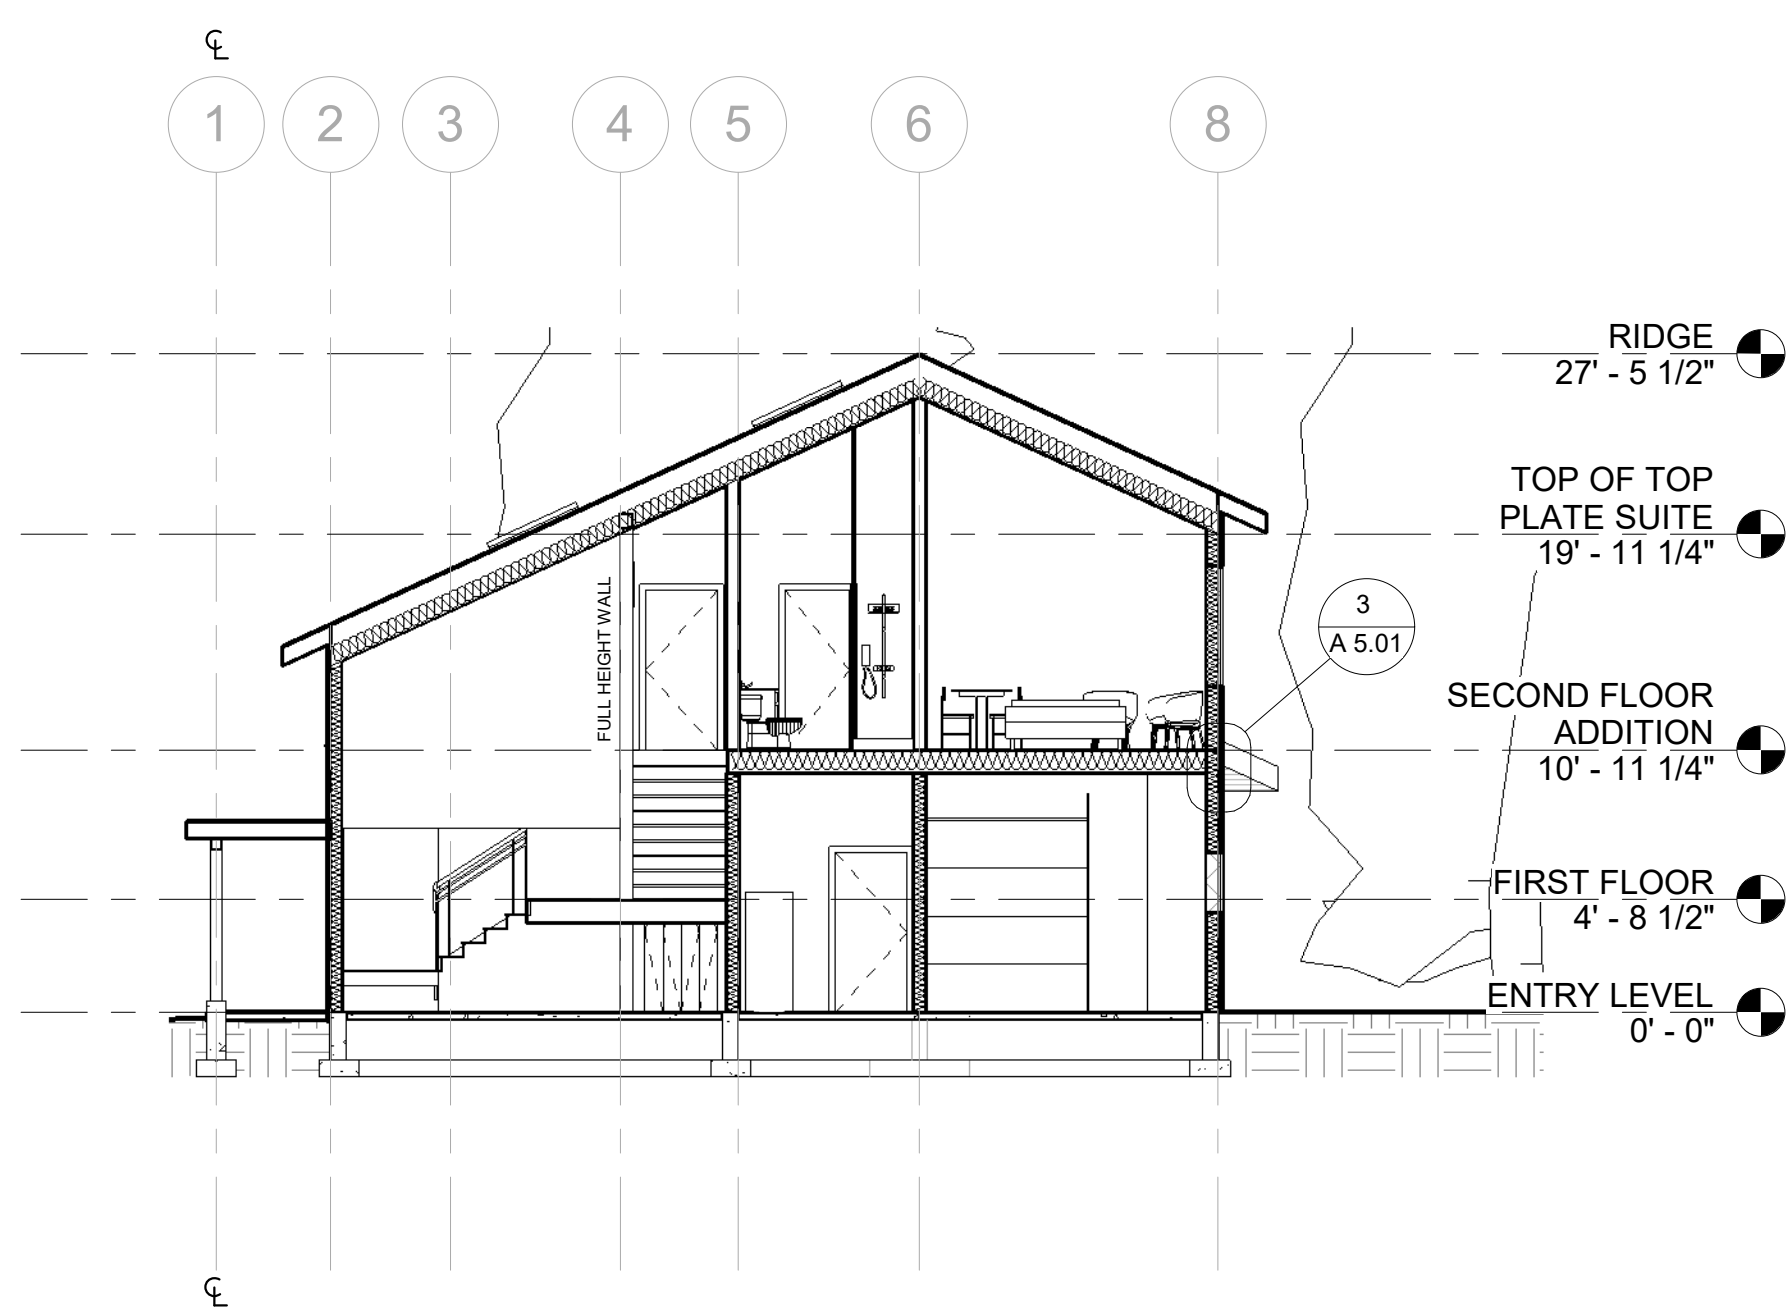 ℄
1 2 3 4 5 6 8
RIDGE
27' - 5 1/2"
TOP OF TOP
PLATE SUITE
19' - 11 1/4"
FULL HEIGHT WALL
3
A 5.01
SECOND FLOOR
ADDITION
10' - 11 1/4"
FIRST FLOOR
4' - 8 1/2"
ENTRY LEVEL
0' - 0"
℄